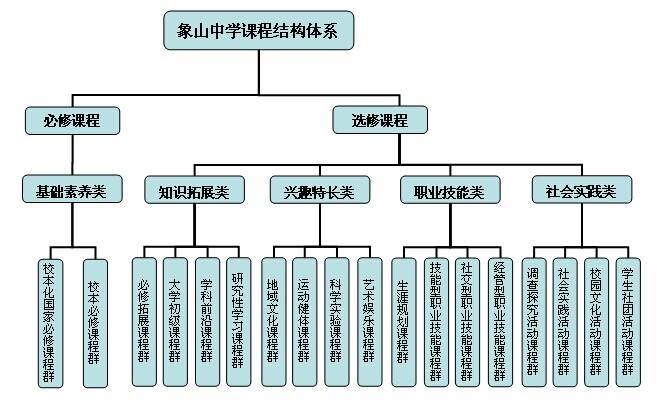 象山中学课程结构体系
必修课程
选修课程
基础素养类
知识拓展类
兴趣特长类
职业技能类
社会实践类
校本化国家必修课程群
校本必修课程群
必修拓展课程群
大学初级课程群
学科前沿课程群
研究性学习课程群
地域文化课程群
运动健体课程群
科学实验课程群
艺术娱乐课程群
生涯规划课程群
技能型职业技能课程群
社交型职业技能课程群
经管型职业技能课程群
调查探究活动课程群
社会实践活动课程群
校园文化活动课程群
学生社团活动课程群